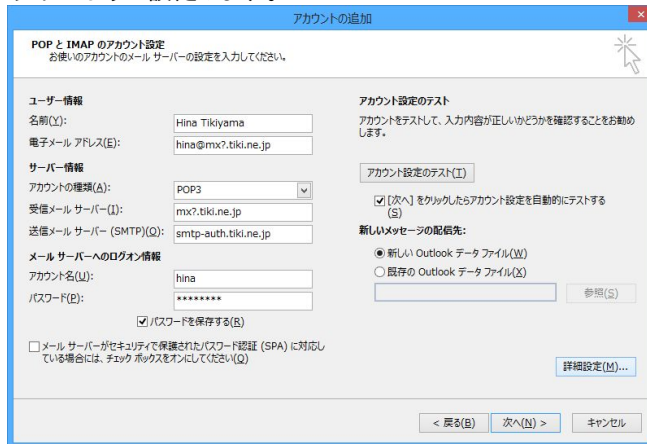 アカウントの追加
POP と IMAP のアカウント設定
お使いのアカウントのメール サーバーの設定を入力してください。
ユーザー情報
名前(Y):
Hina Tikiyama
電子メール アドレス(E):
hina@mx?.tiki.ne.jp
サーバー情報
アカウントの種類(A):
POP3
受信メール サーバー(I):
mx?.tiki.ne.jp
送信メール サーバー (SMTP)(O):
smtp-auth.tiki.ne.jp
メール サーバーへのログオン情報
アカウント名(U):
hina
パスワード(P):
********
パスワードを保存する(R)
メール サーバーがセキュリティで保護されたパスワード認証 (SPA) に対応
している場合には、チェック ボックスをオンにしてください(Q)
アカウント設定のテスト
アカウントをテストして、入力内容が正しいかどうかを確認することをお勧め
します。
アカウント設定のテスト(T)
[次へ] をクリックしたらアカウント設定を自動的にテストする
(S)
新しいメッセージの配信先:
新しい Outlook データ ファイル(W)
既存の Outlook データ ファイル(X)
参照(S)
詳細設定(M)...
< 戻る(B)
次へ(N) >
キャンセル